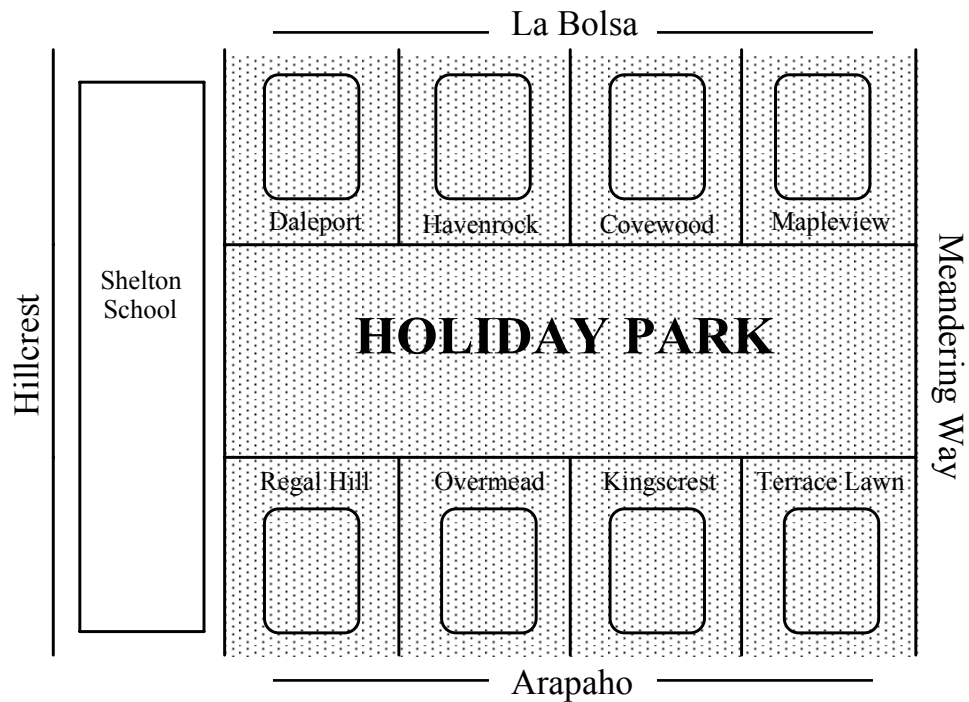 La Bolsa
Daleport
Havenrock
Covewood
Mapleview
Shelton
School
HOLIDAY PARK
Hillcrest
Meandering Way
Regal Hill
Overmead
Kingscrest
Terrace Lawn
Arapaho